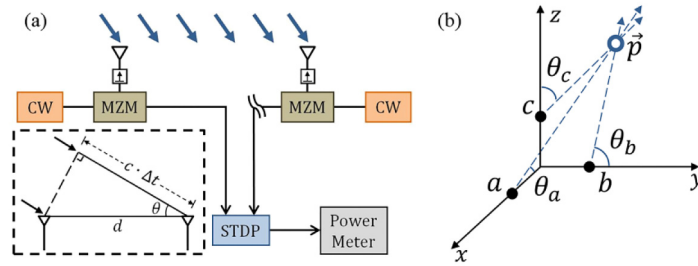 (a)
CW
MZM
MZM
CW
c · Δt
θ
d
STDP
Power
Meter
(b)
z
θc
p⃗
c
θb
a
θa
b
y
x